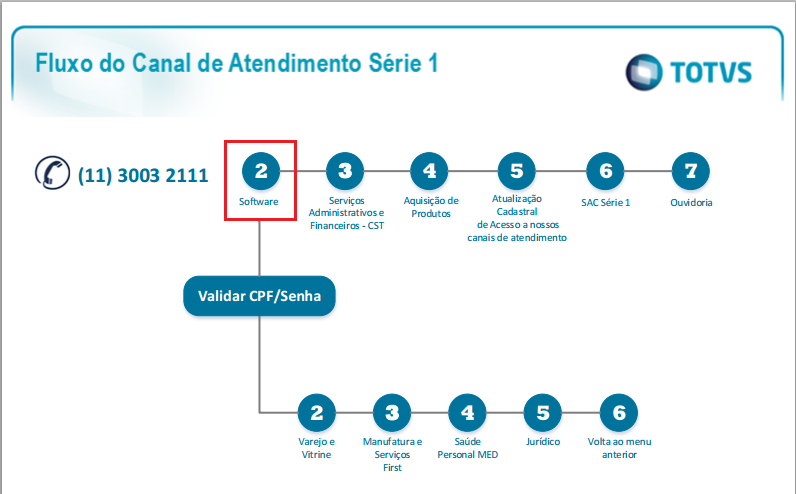 Fluxo do Canal de Atendimento Série 1
TOTVS
(11) 3003 2111
2
Software
3
Serviços
Administrativos e
Financeiros - CST
4
Aquisição de
Produtos
5
Atualização
Cadastral
de Acesso a nossos
canais de atendimento
6
SAC Série 1
7
Ouvidoria
Validar CPF/Senha
2
Varejo e
Vitrine
3
Manufatura e
Serviços
First
4
Saúde
Personal MED
5
Jurídico
6
Volta ao menu
anterior